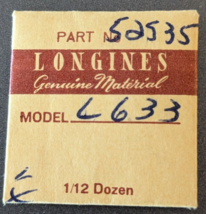 PART No 52535
LONGINES
Genuine Material
MODEL L633
1/12 Dozen